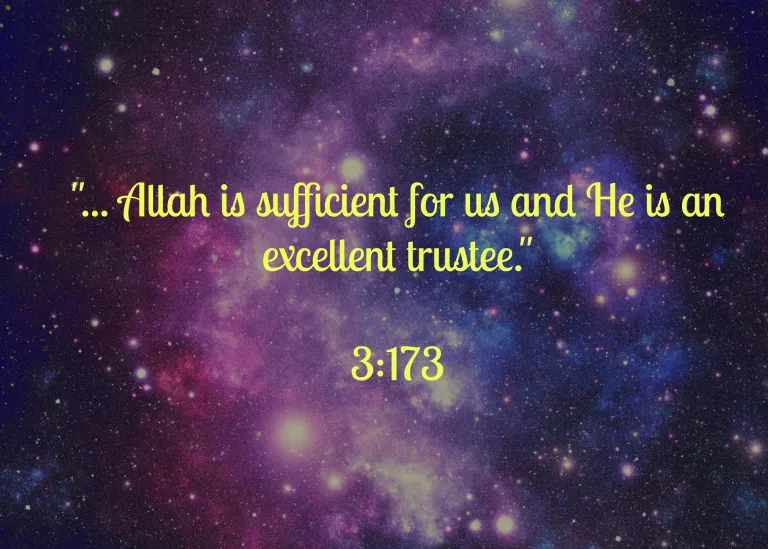 "... Allah is sufficient for us and He is an
excellent trustee."
3:173